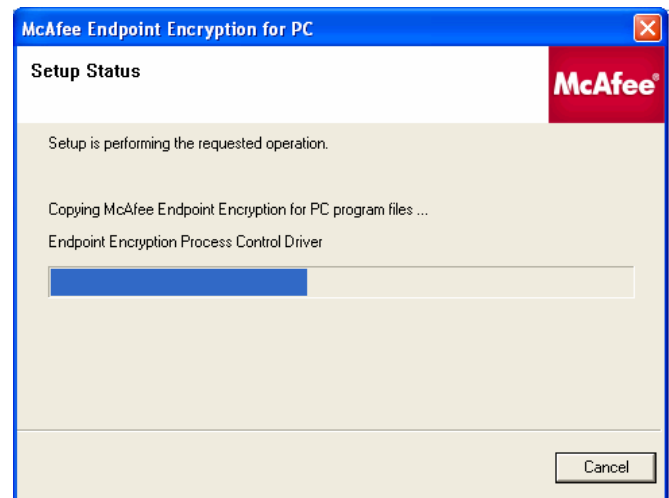 McAfee Endpoint Encryption for PC
Setup Status
McAfee®
Setup is performing the requested operation.
Copying McAfee Endpoint Encryption for PC program files ...
Endpoint Encryption Process Control Driver
Cancel